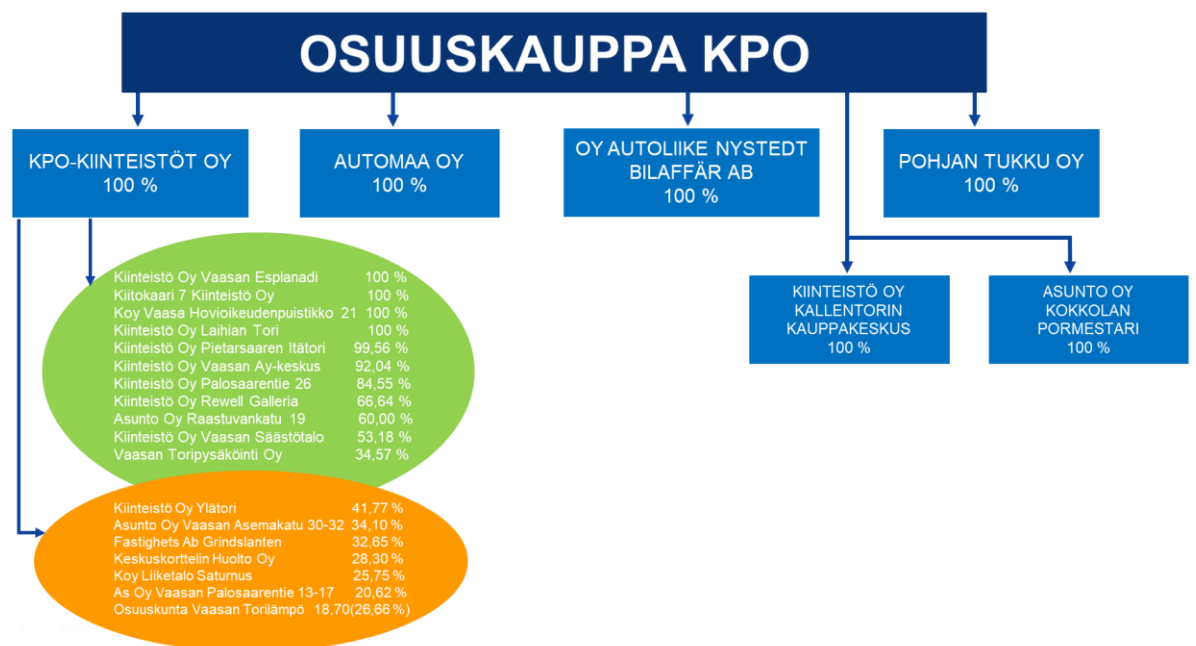 OSUUSKAUPPA KPO
KPO-KIINTEISTÖT OY
100 %
AUTOMAA OY
100 %
OY AUTOLIIKE NYSTEDT
BILAFFÄR AB
100 %
POHJAN TUKKU OY
100 %
KIINTEISTÖ OY
KALLENTORIN
KAUPPAKESKUS
100 %
ASUNTO OY
KOKKOLAN
PORMESTARI
100 %
Kiinteistö Oy Vaasan Esplanadi 100 %
Kiitokaari 7 Kiinteistö Oy 100 %
Koy Vaasa Hovioikeudenpuistikko 21 100 %
Kiinteistö Oy Laihian Tori 100 %
Kiinteistö Oy Pietarsaaren Itätori 99,56 %
Kiinteistö Oy Vaasan Ay-keskus 92,04 %
Kiinteistö Oy Palosaarentie 26 84,55 %
Kiinteistö Oy Rewell Galleria 66,64 %
Asunto Oy Raastuvankatu 19 60,00 %
Kiinteistö Oy Vaasan Säästötalo 53,18 %
Vaasan Toripysäköinti Oy 34,57 %
Kiinteistö Oy Ylätori 41,77 %
Asunto Oy Vaasan Asemakatu 30-32 34,10 %
Fastighets Ab Grindslanten 32,65 %
Keskuskorttelin Huolto Oy 28,30 %
Koy Liiketalo Saturnus 25,75 %
As Oy Vaasan Palosaarentie 13-17 20,62 %
Osuuskunta Vaasan Torilämpö 18,70(26,66 %)